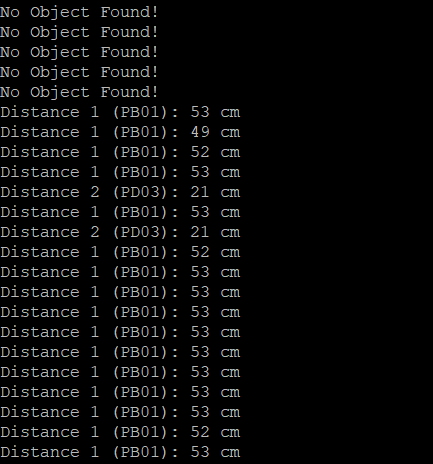 No Object Found!
No Object Found!
No Object Found!
No Object Found!
No Object Found!
Distance 1 (PB01): 53 cm
Distance 1 (PB01): 49 cm
Distance 1 (PB01): 52 cm
Distance 1 (PB01): 53 cm
Distance 2 (PD03): 21 cm
Distance 1 (PB01): 53 cm
Distance 2 (PD03): 21 cm
Distance 1 (PB01): 52 cm
Distance 1 (PB01): 53 cm
Distance 1 (PB01): 53 cm
Distance 1 (PB01): 53 cm
Distance 1 (PB01): 53 cm
Distance 1 (PB01): 53 cm
Distance 1 (PB01): 53 cm
Distance 1 (PB01): 53 cm
Distance 1 (PB01): 53 cm
Distance 1 (PB01): 52 cm
Distance 1 (PB01): 53 cm